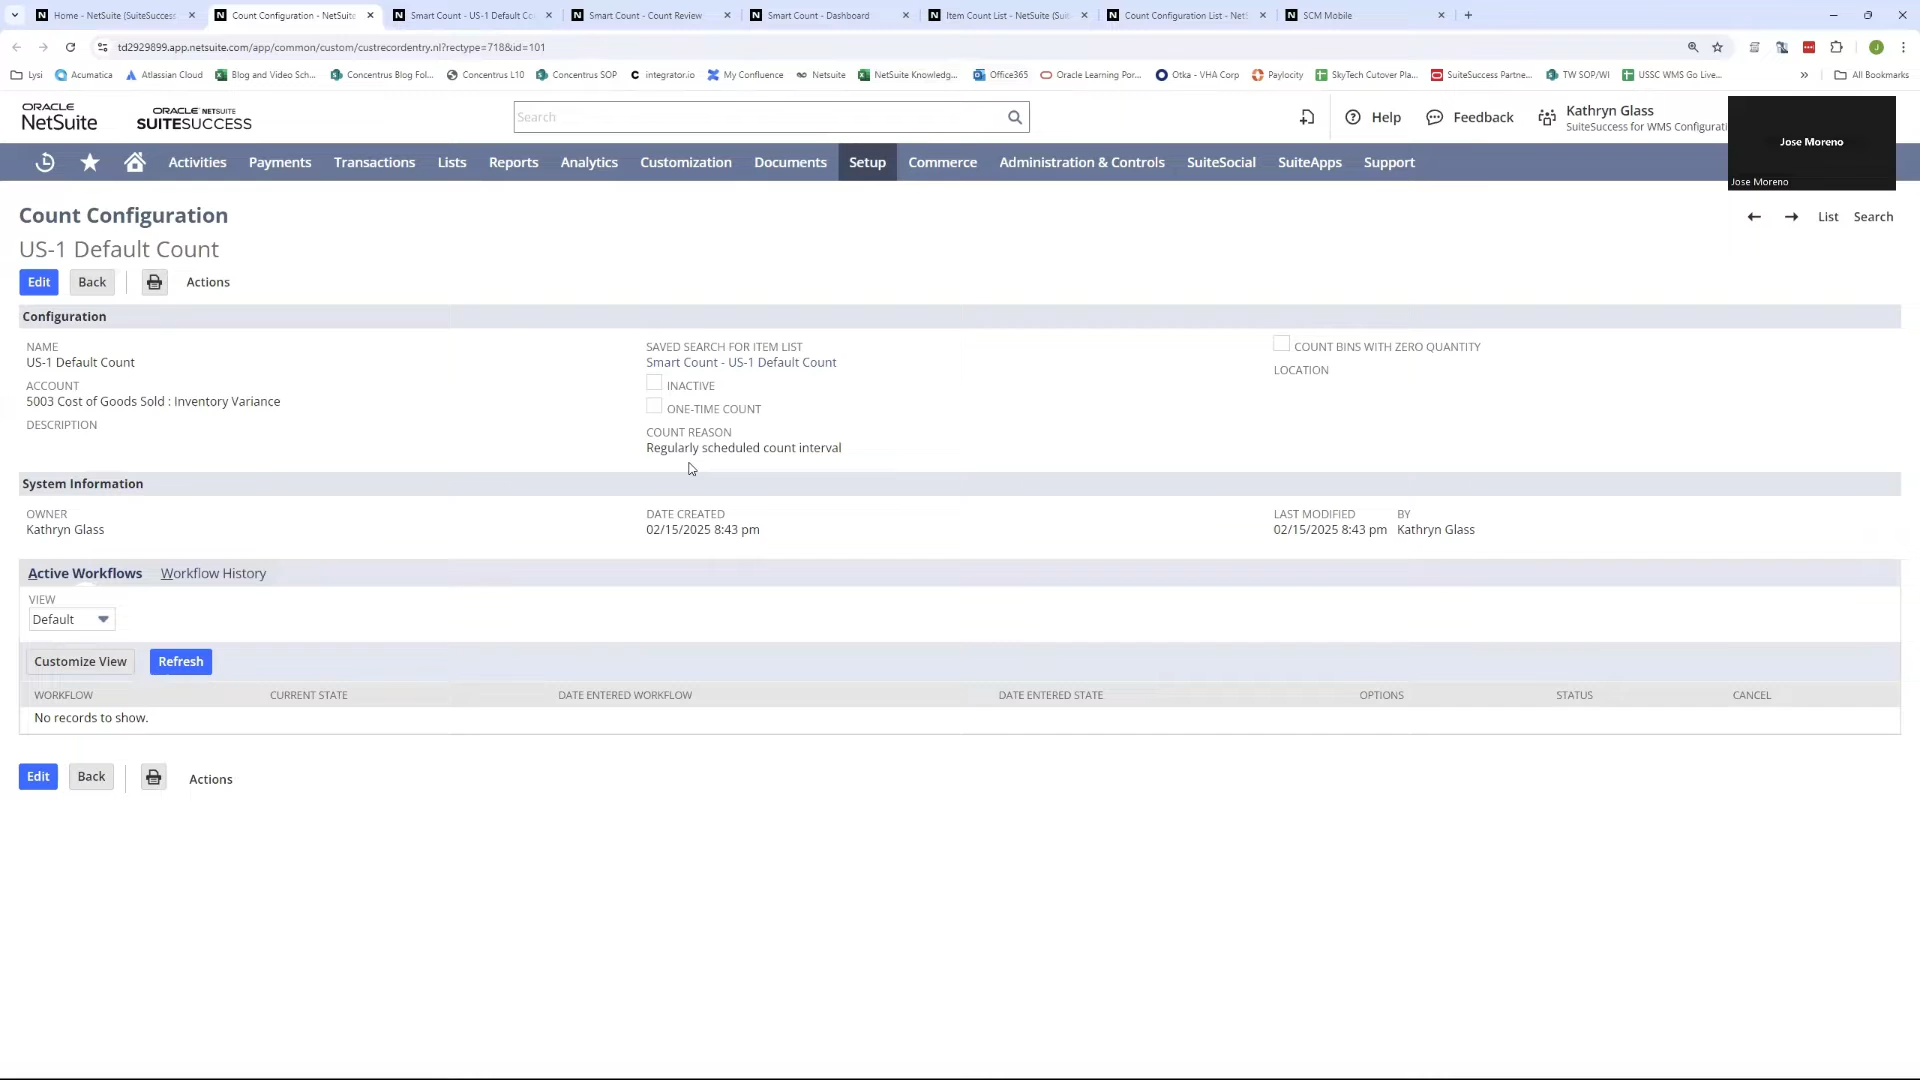 Home - NetSuite (SuiteSuccess
Count Configuration - NetSuite
Smart Count - US-1 Default Co
Smart Count - Count Review
Smart Count - Dashboard
Item Count List - NetSuite (Sui
Count Configuration List - Net
SCM Mobile
td2929899.app.netsuite.com/app/common/custom/custrecordentry.nl?rectype=718&id=101
Lysi
Acumatica
Atlassian Cloud
Blog and Video Sch...
Concentrus Blog Fol...
Concentrus L10
Concentrus SOP
integrator.io
My Confluence
Netsuite
NetSuite Knowledg...
Office365
Oracle Learning Por...
Otka - VHA Corp
Paylocity
SkyTech Cutover Pla...
SuiteSuccess Partne...
TW SOP/WI
USSC WMS Go Live...
All Bookmarks
ORACLE NetSuite
ORACLE NETSUITE SUITESUCCESS
Search
Help
Feedback
Kathryn Glass
SuiteSuccess for WMS Configurati
Jose Moreno
Jose Moreno
Activities Payments Transactions Lists Reports Analytics Customization Documents Setup Commerce Administration & Controls SuiteSocial SuiteApps Support
Count Configuration
List Search
US-1 Default Count
Edit Back Actions
Configuration
NAME
US-1 Default Count
ACCOUNT
5003 Cost of Goods Sold : Inventory Variance
DESCRIPTION
SAVED SEARCH FOR ITEM LIST
Smart Count - US-1 Default Count
INACTIVE
ONE-TIME COUNT
COUNT REASON
Regularly scheduled count interval
COUNT BINS WITH ZERO QUANTITY
LOCATION
System Information
OWNER
Kathryn Glass
DATE CREATED
02/15/2025 8:43 pm
LAST MODIFIED BY
02/15/2025 8:43 pm Kathryn Glass
Active Workflows Workflow History
VIEW
Default
Customize View Refresh
WORKFLOW CURRENT STATE DATE ENTERED WORKFLOW DATE ENTERED STATE OPTIONS STATUS CANCEL
No records to show.
Edit Back Actions